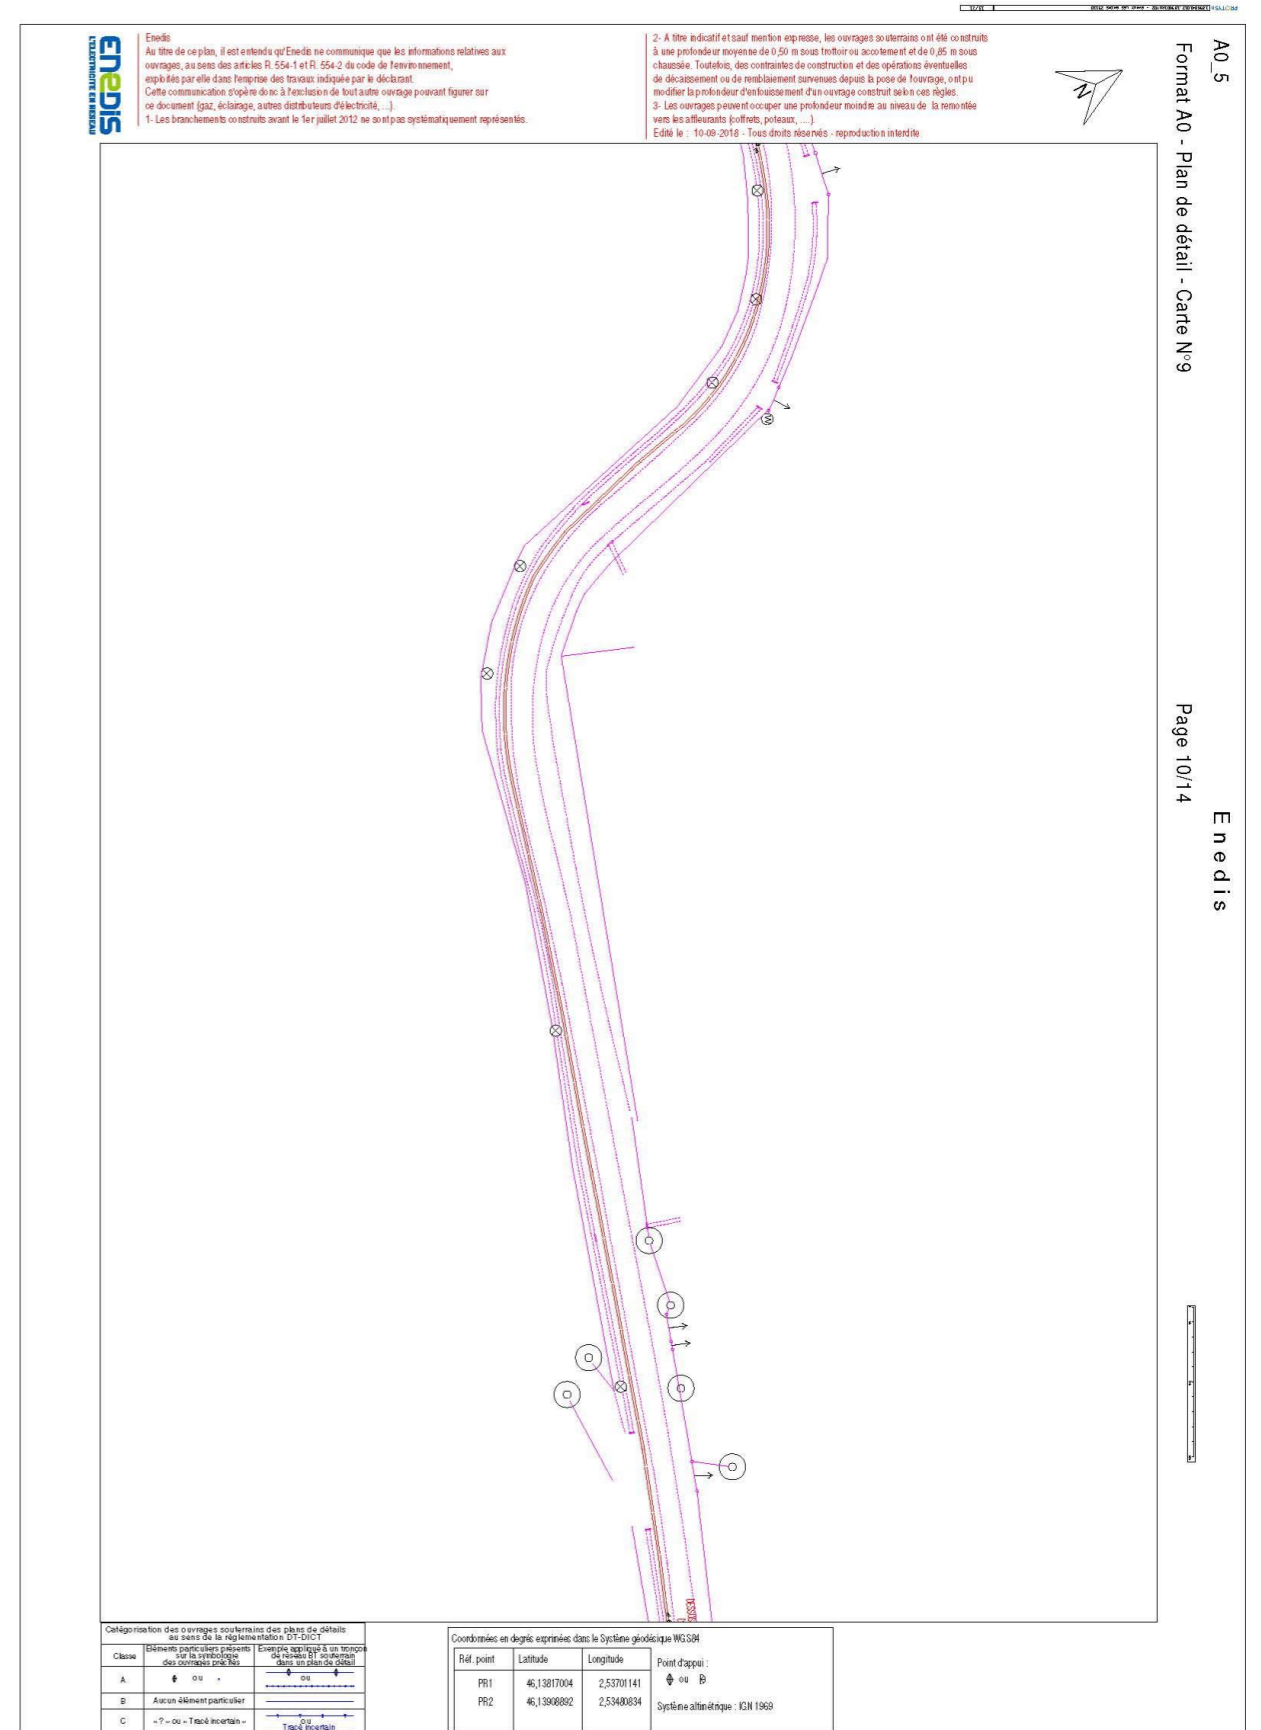 PROTYS.fr
Enedis
Au titre de ce plan, il est entendu qu'Enedis ne communique que les informations relatives aux
ouvrages, au sens des articles R. 554-1 et R. 554-2 du code de l'environnement,
exploités par elle dans l'emprise des travaux indiquée par le déclarant.
Cette communication s'opère donc à l'exclusion de tout autre ouvrage pouvant figurer sur
ce document (gaz, éclairage, autres distributeurs d'électricité, ...).
1- Les branchements construits avant le 1er juillet 2012 ne sont pas systématiquement représentés.
2- A titre indicatif et sauf mention expresse, les ouvrages souterrains ont été construits
à une profondeur moyenne de 0,50 m sous trottoir ou accotement et de 0,85 m sous
chaussée. Toutefois, des contraintes de construction et des opérations éventuelles
de décaissement ou de remblaiement survenues depuis la pose de l'ouvrage, ont pu
modifier la profondeur d'enfouissement d'un ouvrage construit selon ces règles.
3- Les ouvrages peuvent occuper une profondeur moindre au niveau de la remontée
vers les affleurants (coffrets, poteaux, ....).
Edité le : 10-09-2018 - Tous droits réservés - reproduction interdite
ENEDIS
L'ELECTRICITE EN RESEAU
N
A0_5
Format A0 - Plan de détail - Carte N°9
Page 10/14
Enedis
W
DESSUS
Catégorisation des ouvrages souterrains des plans de détails
au sens de la réglementation DT-DICT
Classe
Eléments particuliers présents
sur la symbologie
des ouvrages précités
Exemple appliqué à un tronçon
de réseau BT souterrain
dans un plan de détail
A ou ou
B Aucun élément particulier
C « ? » ou « Tracé incertain » ou
Tracé incertain
Coordonnées en degrés exprimées dans le Système géodésique WGS84
Réf. point Latitude Longitude
PR1 46,13817004 2,53701141
PR2 46,13908892 2,53480834
Point d'appui :
ou
Système altimétrique : IGN 1969